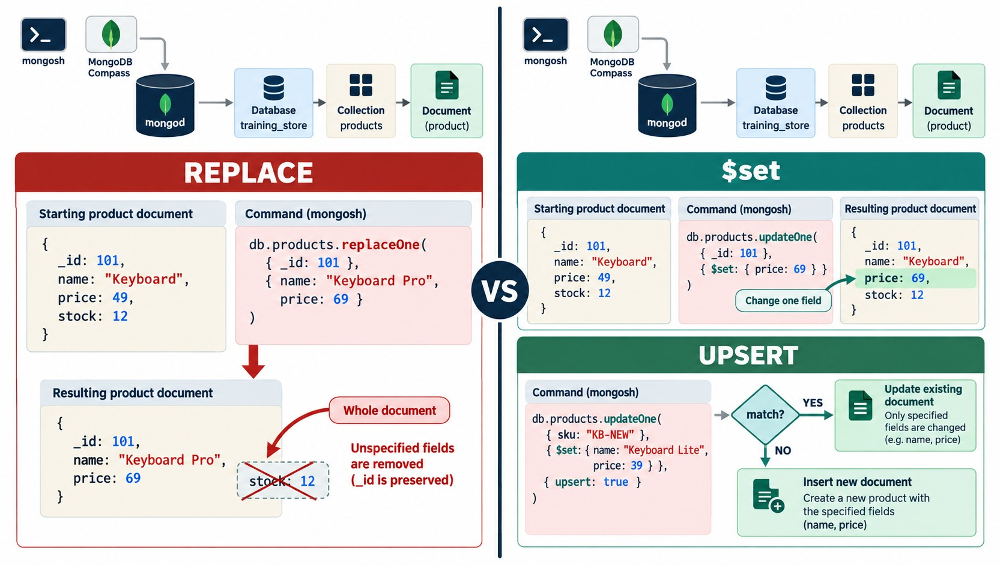 mongosh
MongoDB
Compass
mongod
Database
training_store
Collection
products
Document
(product)
REPLACE
Starting product document
{
_id: 101,
name: "Keyboard",
price: 49,
stock: 12
}
Command (mongosh)
db.products.replaceOne(
{ _id: 101 },
{ name: "Keyboard Pro",
price: 69 }
)
Resulting product document
{
_id: 101,
name: "Keyboard Pro",
price: 69
}
stock: 12
Whole document
Unspecified fields
are removed
(_id is preserved)
VS
mongosh
MongoDB
Compass
mongod
Database
training_store
Collection
products
Document
(product)
$set
Starting product document
{
_id: 101,
name: "Keyboard",
price: 49,
stock: 12
}
Command (mongosh)
db.products.updateOne(
{ _id: 101 },
{ $set: { price: 69 } }
)
Change one field
Resulting product document
{
_id: 101,
name: "Keyboard",
price: 69,
stock: 12
}
UPSERT
Command (mongosh)
db.products.updateOne(
{ sku: "KB-NEW" },
{ $set: { name: "Keyboard Lite",
price: 39 } },
{ upsert: true }
)
match?
YES
NO
Update existing
document
Only specified
fields are changed
(e.g. name, price)
Insert new document
Create a new product with
the specified fields
(name, price)